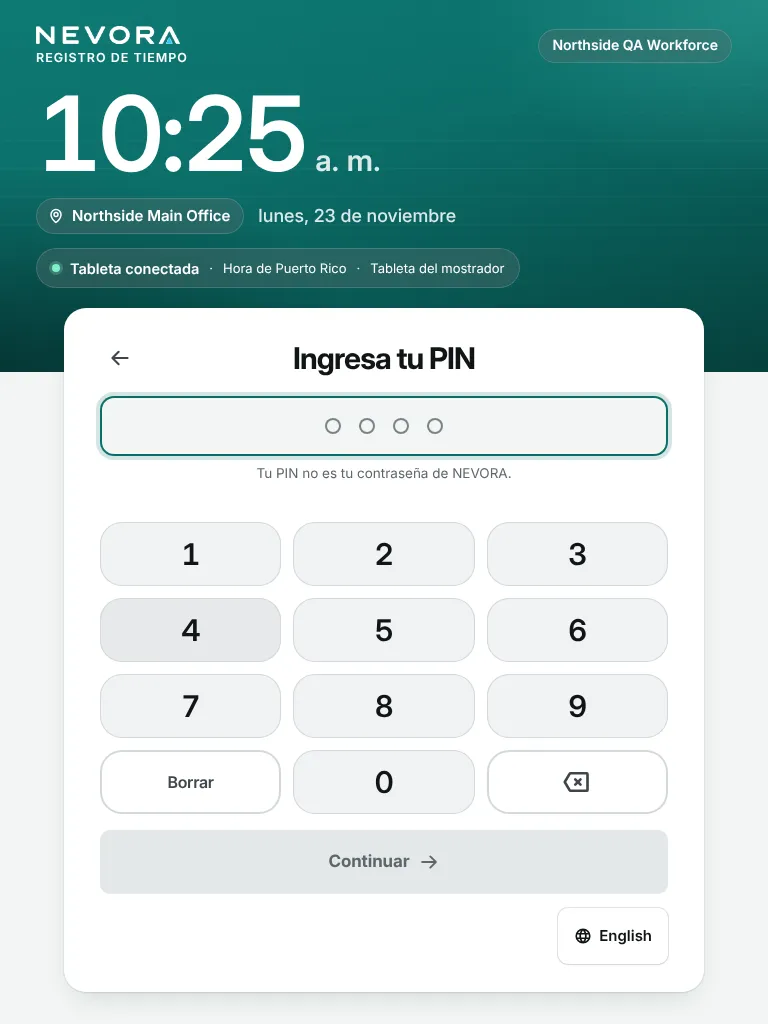 NEVORA
REGISTRO DE TIEMPO
Northside QA Workforce
10:25 a. m.
Northside Main Office
lunes, 23 de noviembre
Tableta conectada · Hora de Puerto Rico · Tableta del mostrador
Ingresa tu PIN
Tu PIN no es tu contraseña de NEVORA.
1 2 3
4 5 6
7 8 9
Borrar 0
Continuar
English